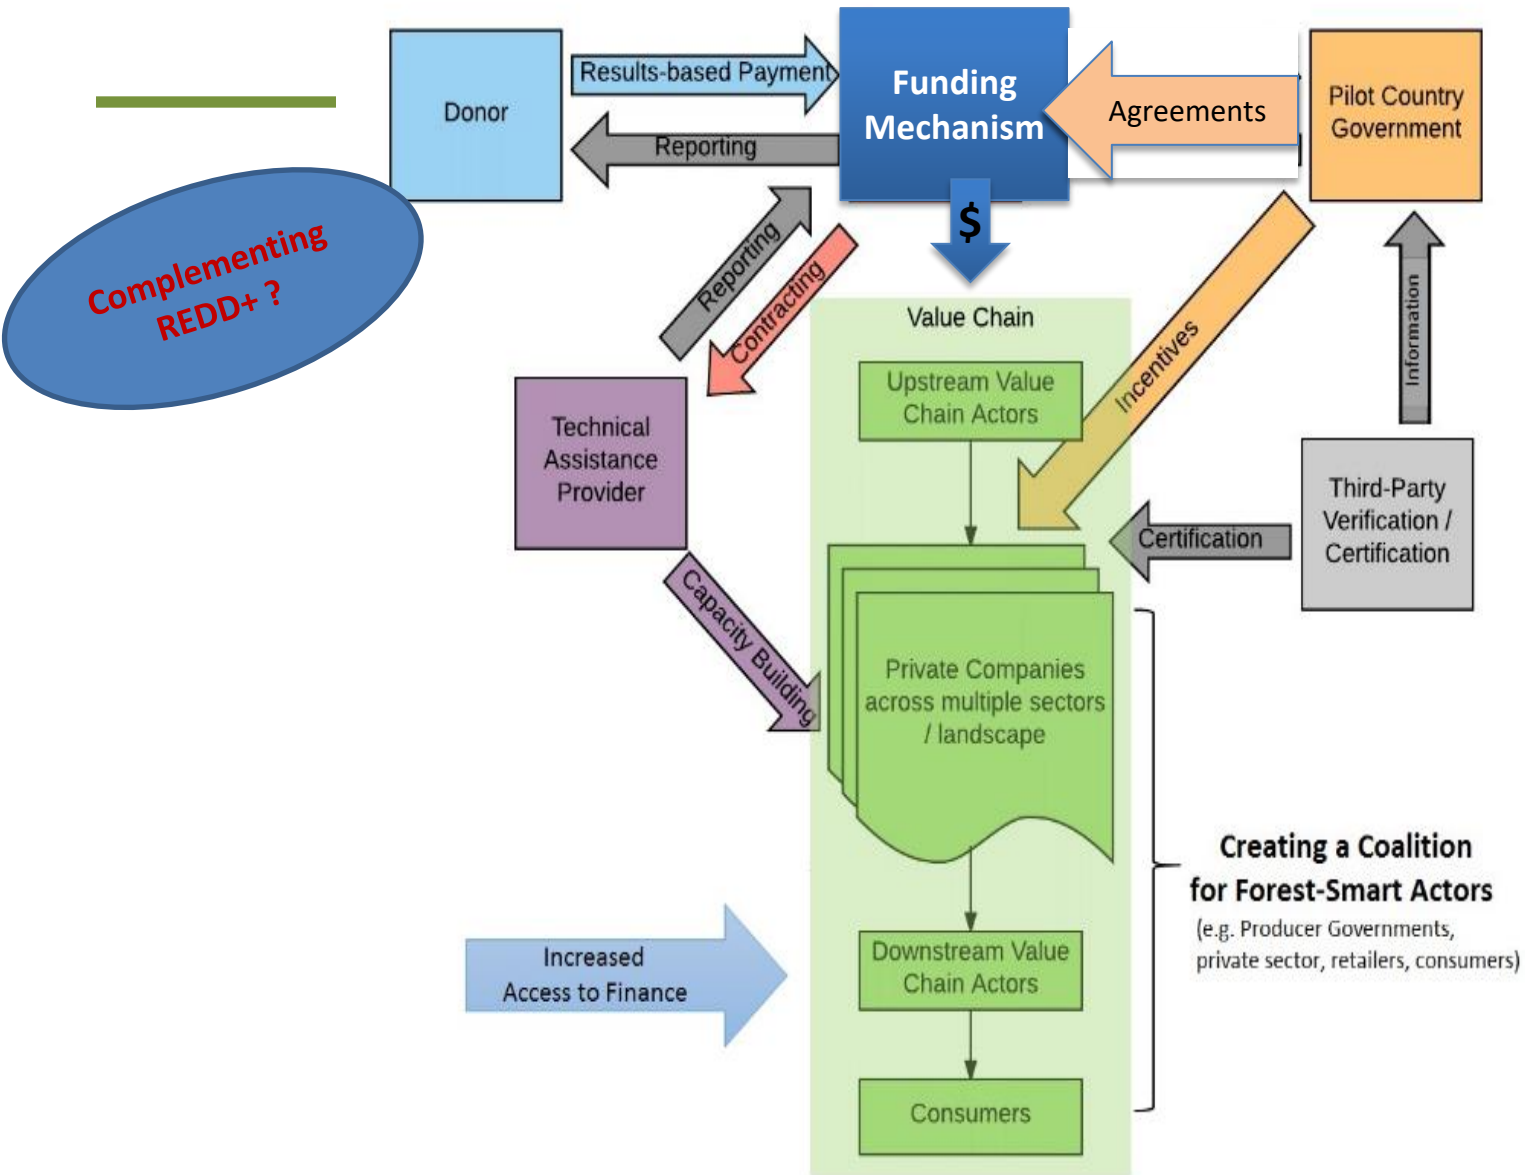 Donor
Results-based Payment
Reporting
Funding
Mechanism
Agreements
Pilot Country
Government
$
Complementing
REDD+ ?
Reporting
Contracting
Incentives
Information
Value Chain
Upstream Value
Chain Actors
Technical
Assistance
Provider
Third-Party
Verification /
Certification
Certification
Capacity Building
Private Companies
across multiple sectors
/ landscape
Creating a Coalition
for Forest-Smart Actors
(e.g. Producer Governments,
private sector, retailers, consumers)
Increased
Access to Finance
Downstream Value
Chain Actors
Consumers